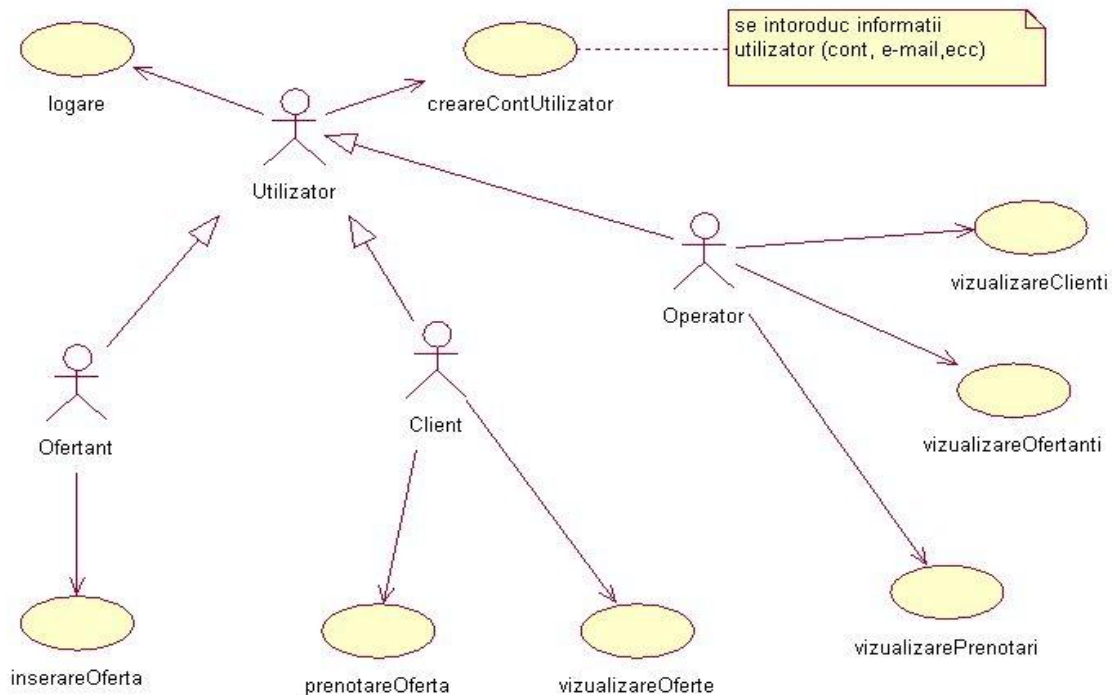 se intoroduc informatii
utilizator (cont, e-mail,ecc)
logare
creareContUtilizator
Utilizator
vizualizareClienti
Operator
Ofertant
Client
vizualizareOfertanti
vizualizarePrenotari
inserareOferta
prenotareOferta
vizualizareOferte